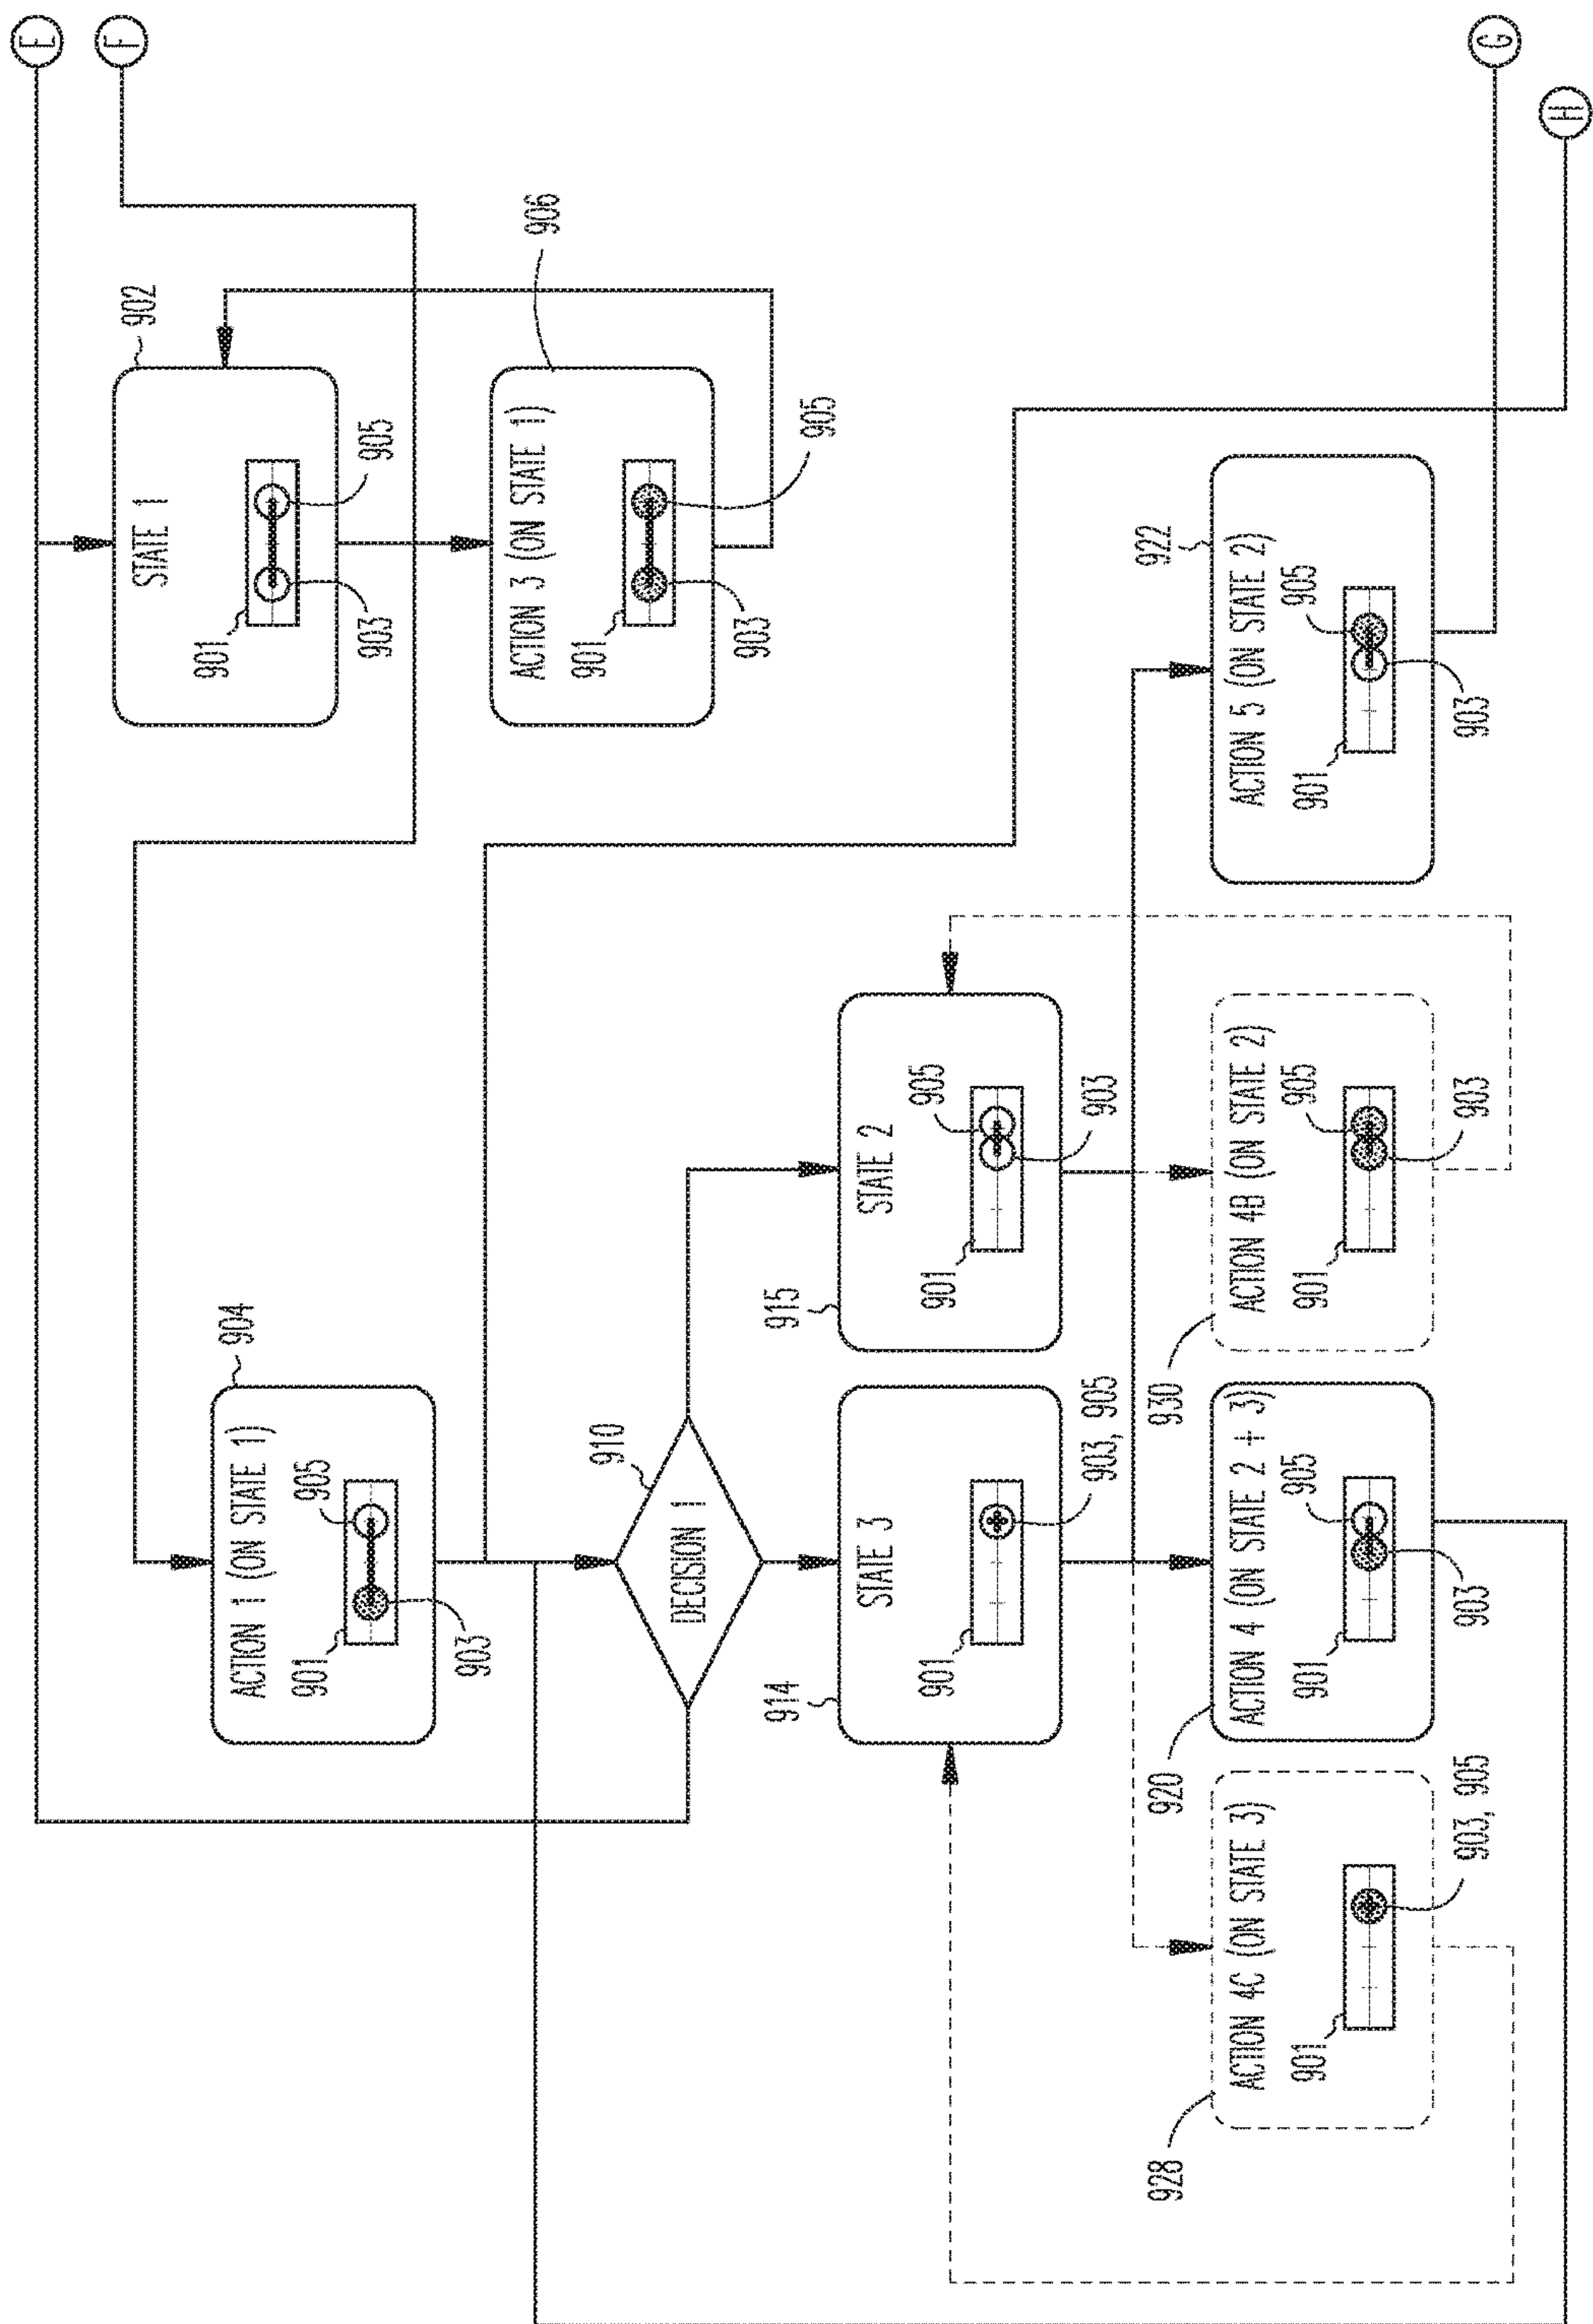 E
F
904
ACTION 1 (ON STATE 1)
901
905
903
902
STATE 1
901
905
903
906
ACTION 3 (ON STATE 1)
901
905
903
910
DECISION 1
914
STATE 3
901
903, 905
915
STATE 2
901
905
903
928
ACTION 4C (ON STATE 3)
901
903, 905
920
ACTION 4 (ON STATE 2 + 3)
901
905
903
930
ACTION 4B (ON STATE 2)
901
905
903
922
ACTION 5 (ON STATE 2)
901
905
903
G
H